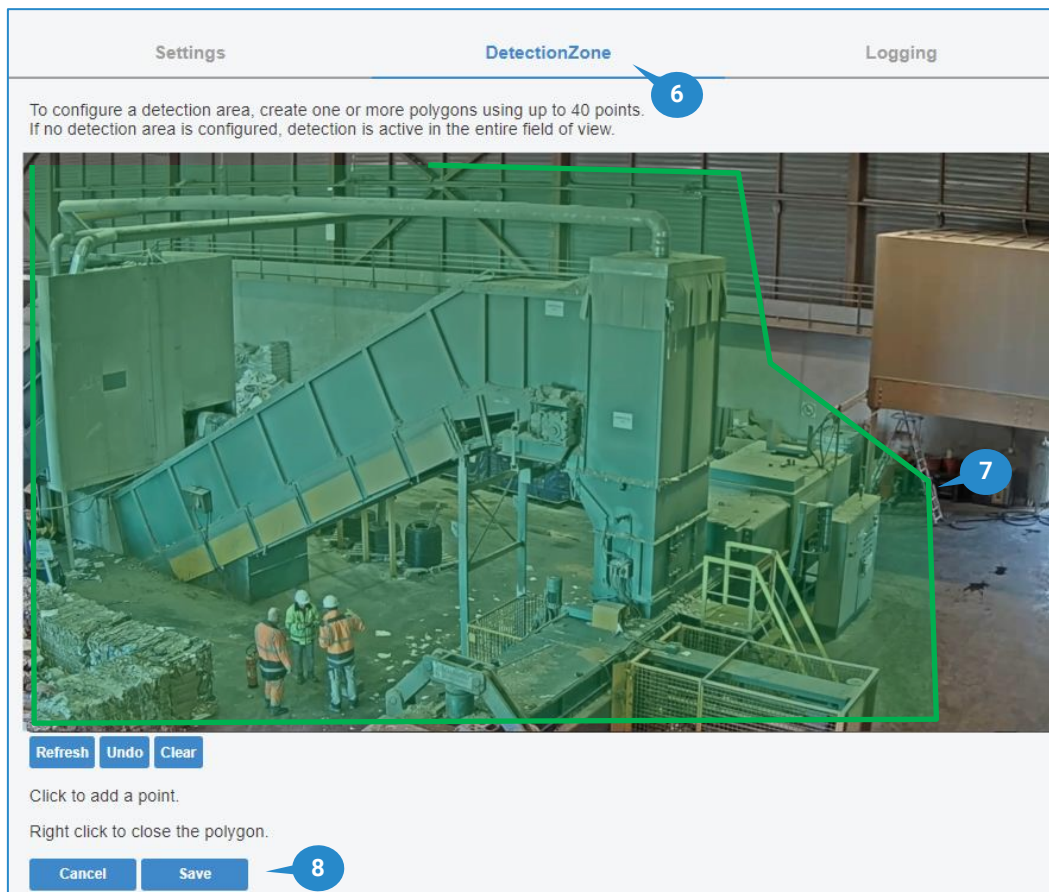 Settings
DetectionZone
Logging
6
To configure a detection area, create one or more polygons using up to 40 points.
If no detection area is configured, detection is active in the entire field of view.
7
Refresh
Undo
Clear
Click to add a point.
Right click to close the polygon.
Cancel
Save
8